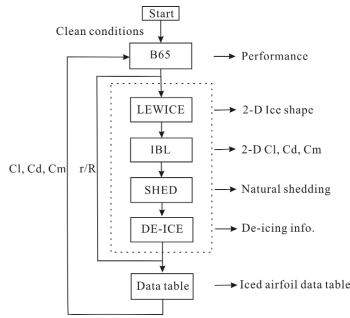 Start
Clean conditions
B65
Performance
LEWICE
2-D Ice shape
IBL
2-D Cl, Cd, Cm
Cl, Cd, Cm
r/R
SHED
Natural shedding
DE-ICE
De-icing info.
Data table
Iced airfoil data table